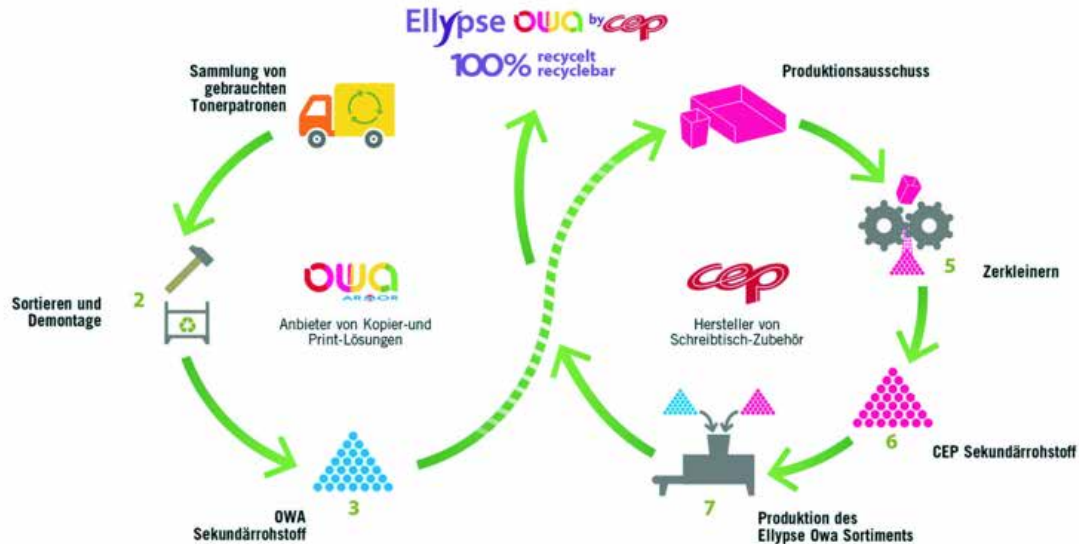 Ellypse OWA by cep
100% recycelt
recyclebar
Sammlung von
gebrauchten
Tonerpatronen
Produktionsausschuss
2
Sortieren und
Demontage
OWA
ARMOR
Anbieter von Kopier-und
Print-Lösungen
cep
Hersteller von
Schreibtisch-Zubehör
5
Zerkleinern
3
OWA
Sekundärrohstoff
6
CEP Sekundärrohstoff
7
Produktion des
Ellypse Owa Sortiments